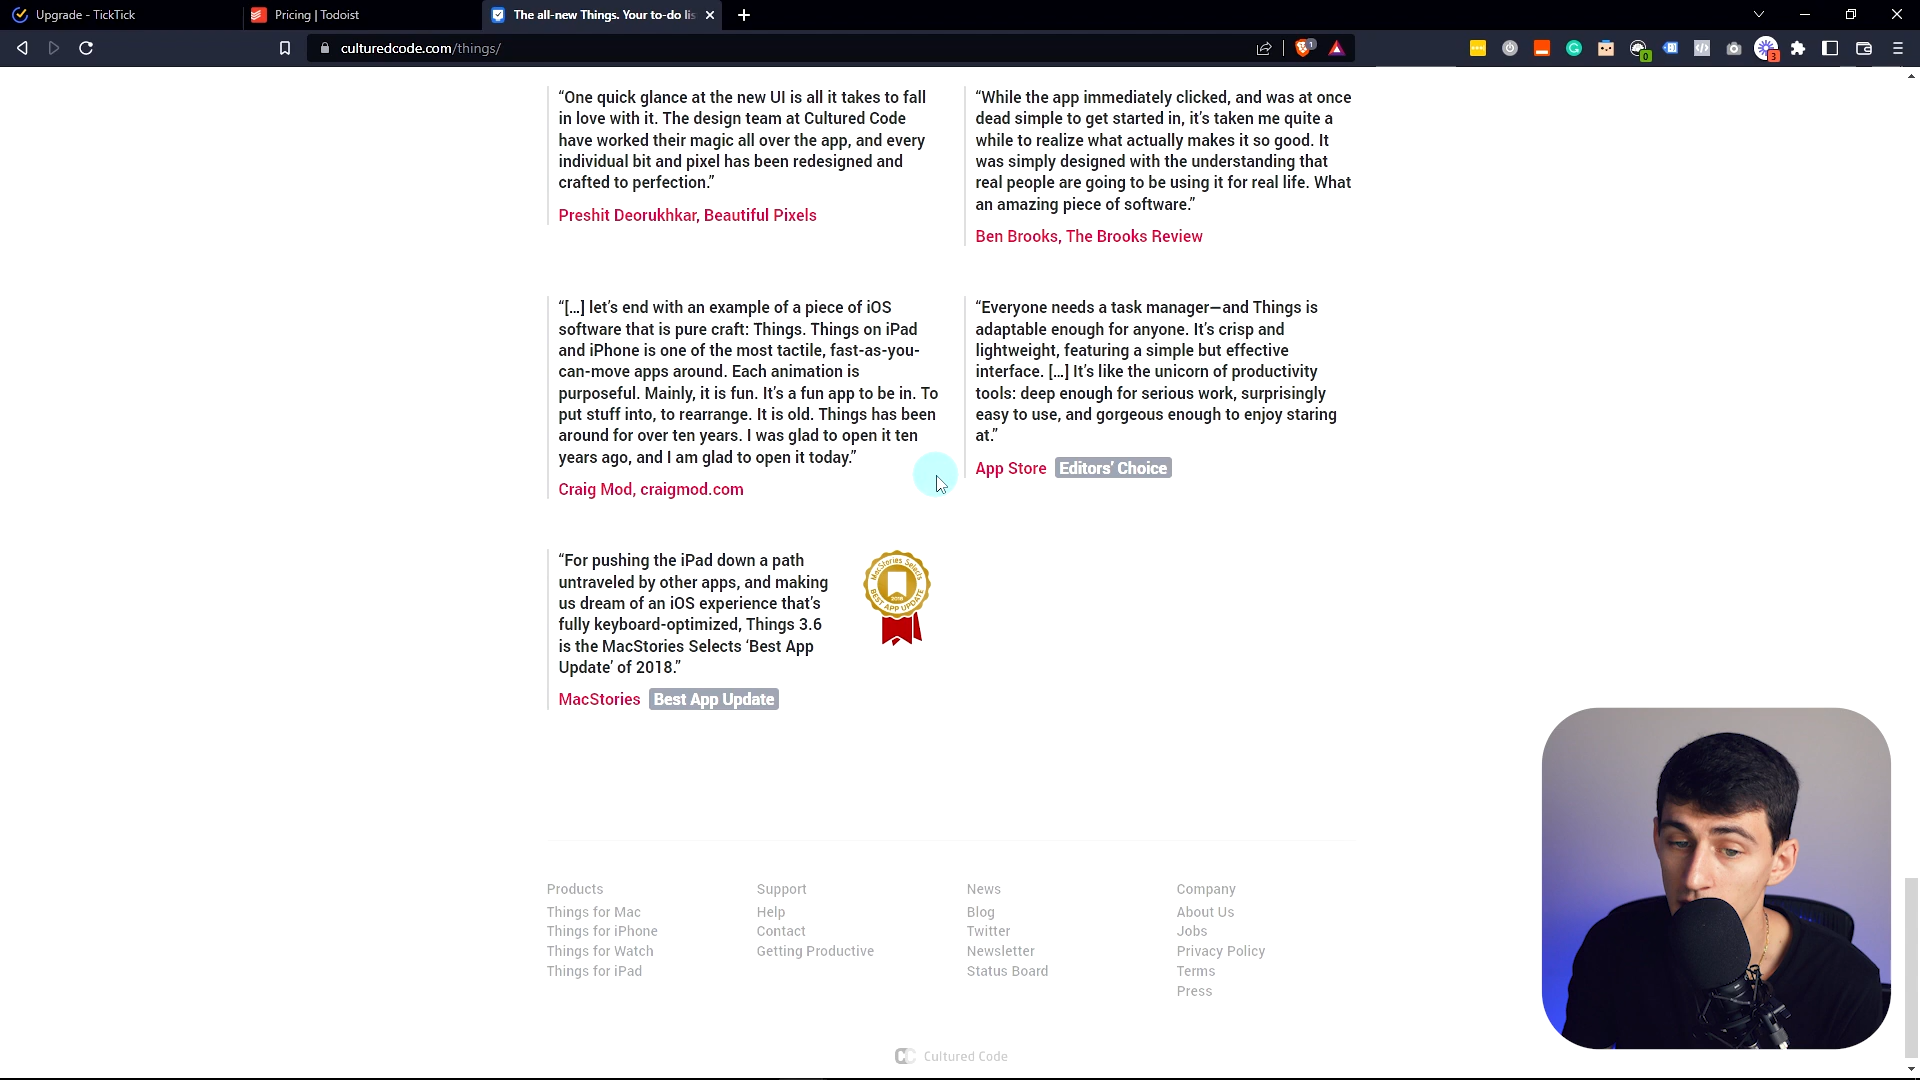 Upgrade - TickTick
Pricing | Todoist
The all-new Things. Your to-do lis
culturedcode.com/things/
“One quick glance at the new UI is all it takes to fall
in love with it. The design team at Cultured Code
have worked their magic all over the app, and every
individual bit and pixel has been redesigned and
crafted to perfection.”
Preshit Deorukhkar, Beautiful Pixels
“While the app immediately clicked, and was at once
dead simple to get started in, it’s taken me quite a
while to realize what actually makes it so good. It
was simply designed with the understanding that
real people are going to be using it for real life. What
an amazing piece of software.”
Ben Brooks, The Brooks Review
“[…] let’s end with an example of a piece of iOS
software that is pure craft: Things. Things on iPad
and iPhone is one of the most tactile, fast-as-you-
can-move apps around. Each animation is
purposeful. Mainly, it is fun. It’s a fun app to be in. To
put stuff into, to rearrange. It is old. Things has been
around for over ten years. I was glad to open it ten
years ago, and I am glad to open it today.”
Craig Mod, craigmod.com
“Everyone needs a task manager—and Things is
adaptable enough for anyone. It’s crisp and
lightweight, featuring a simple but effective
interface. […] It’s like the unicorn of productivity
tools: deep enough for serious work, surprisingly
easy to use, and gorgeous enough to enjoy staring
at.”
App Store Editors’ Choice
“For pushing the iPad down a path
untraveled by other apps, and making
us dream of an iOS experience that’s
fully keyboard-optimized, Things 3.6
is the MacStories Selects ‘Best App
Update’ of 2018.”
MacStories Best App Update
MacStories Selects
BEST APP UPDATE
Products
Things for Mac
Things for iPhone
Things for Watch
Things for iPad
Support
Help
Contact
Getting Productive
News
Blog
Twitter
Newsletter
Status Board
Company
About Us
Jobs
Privacy Policy
Terms
Press
Cultured Code